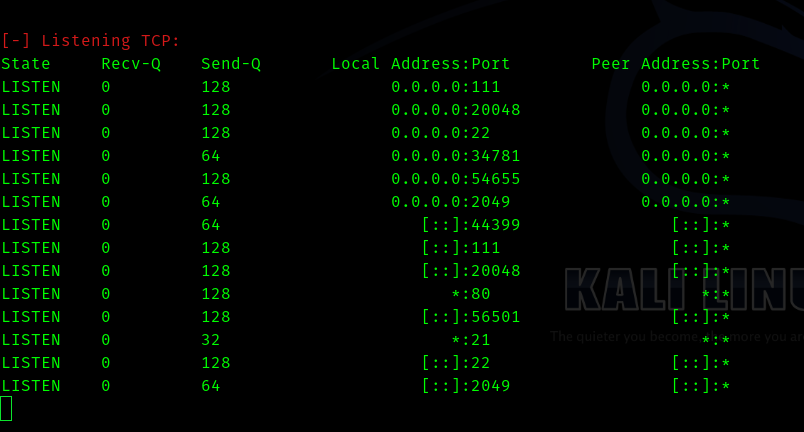 [-] Listening TCP:
State Recv-Q Send-Q Local Address:Port Peer Address:Port
LISTEN 0 128 0.0.0.0:111 0.0.0.0:*
LISTEN 0 128 0.0.0.0:20048 0.0.0.0:*
LISTEN 0 128 0.0.0.0:22 0.0.0.0:*
LISTEN 0 64 0.0.0.0:34781 0.0.0.0:*
LISTEN 0 128 0.0.0.0:54655 0.0.0.0:*
LISTEN 0 64 0.0.0.0:2049 0.0.0.0:*
LISTEN 0 64 [::]:44399 [::]:*
LISTEN 0 128 [::]:111 [::]:*
LISTEN 0 128 [::]:20048 [::]:*
LISTEN 0 128 *:80 *:*
LISTEN 0 128 [::]:56501 [::]:*
LISTEN 0 32 *:21 *:*
LISTEN 0 128 [::]:22 [::]:*
LISTEN 0 64 [::]:2049 [::]:*
KALI LINU
The quieter you become, the more you ar